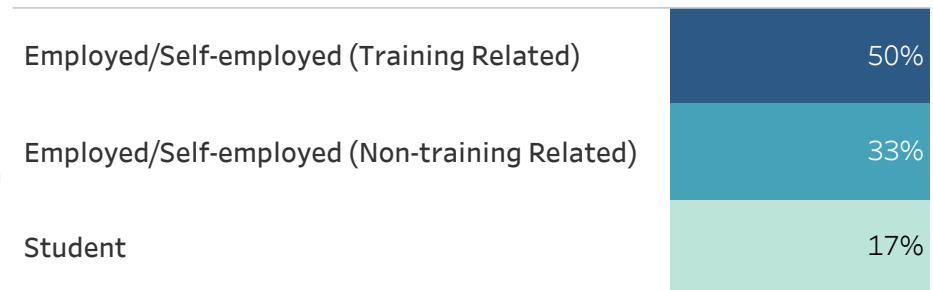 Employed/Self-employed (Training Related) 50%
Employed/Self-employed (Non-training Related) 33%
Student 17%